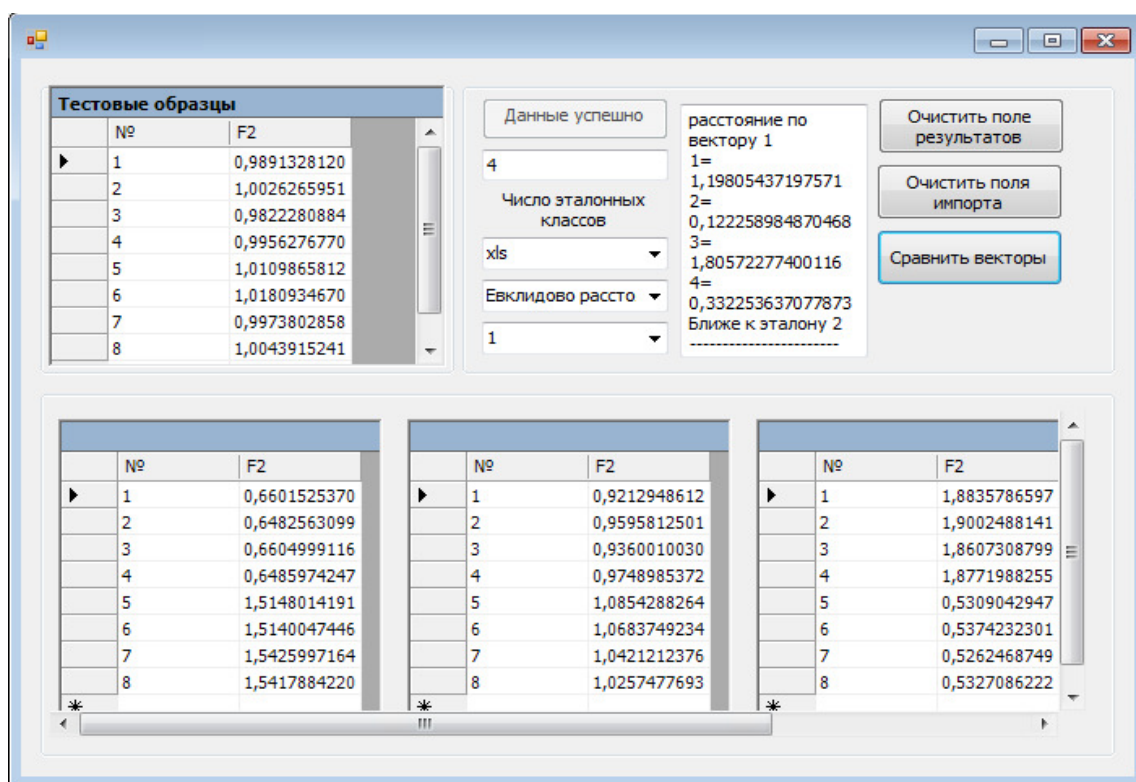 Тестовые образцы
№ F2
1 0,9891328120
2 1,0026265951
3 0,9822280884
4 0,9956276770
5 1,0109865812
6 1,0180934670
7 0,9973802858
8 1,0043915241
Данные успешно
4
Число эталонных
классов
xls
Евклидово рассто
1
расстояние по
вектору 1
1=
1,19805437197571
2=
0,122258984870468
3=
1,80572277400116
4=
0,332253637077873
Ближе к эталону 2
-----------------------
Очистить поле
результатов
Очистить поля
импорта
Сравнить векторы
№ F2
1 0,6601525370
2 0,6482563099
3 0,6604999116
4 0,6485974247
5 1,5148014191
6 1,5140047446
7 1,5425997164
8 1,5417884220
№ F2
1 0,9212948612
2 0,9595812501
3 0,9360010030
4 0,9748985372
5 1,0854288264
6 1,0683749234
7 1,0421212376
8 1,0257477693
№ F2
1 1,8835786597
2 1,9002488141
3 1,8607308799
4 1,8771988255
5 0,5309042947
6 0,5374232301
7 0,5262468749
8 0,5327086222